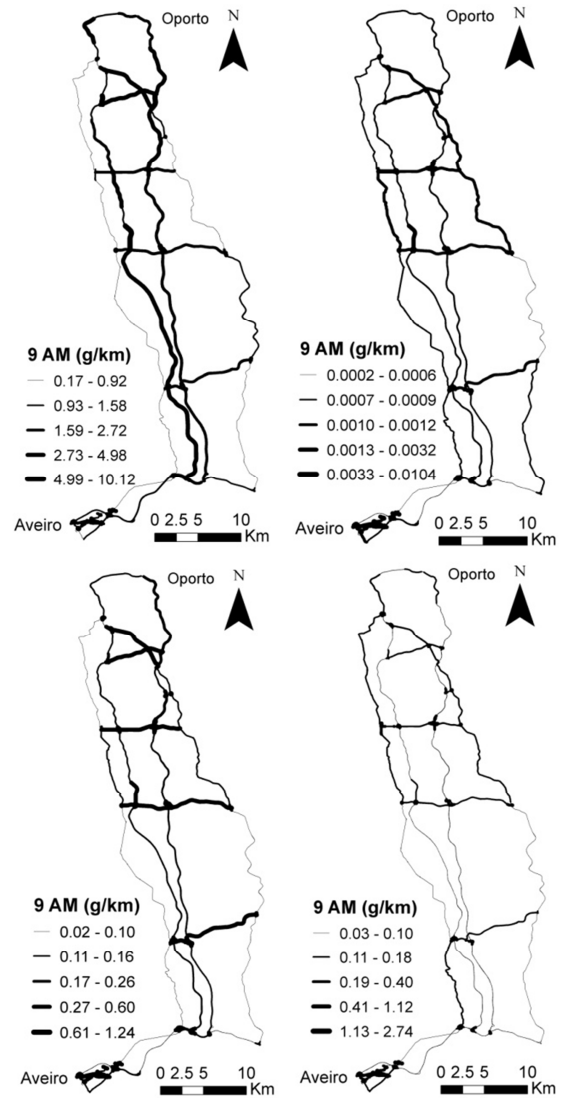 Oporto
N
9 AM (g/km)
0.17 - 0.92
0.93 - 1.58
1.59 - 2.72
2.73 - 4.98
4.99 - 10.12
Aveiro
0 2.5 5 10
Km
Oporto
N
9 AM (g/km)
0.0002 - 0.0006
0.0007 - 0.0009
0.0010 - 0.0012
0.0013 - 0.0032
0.0033 - 0.0104
Aveiro
0 2.5 5 10
Km
Oporto
N
9 AM (g/km)
0.02 - 0.10
0.11 - 0.16
0.17 - 0.26
0.27 - 0.60
0.61 - 1.24
Aveiro
0 2.5 5 10
Km
Oporto
N
9 AM (g/km)
0.03 - 0.10
0.11 - 0.18
0.19 - 0.40
0.41 - 1.12
1.13 - 2.74
Aveiro
0 2.5 5 10
Km